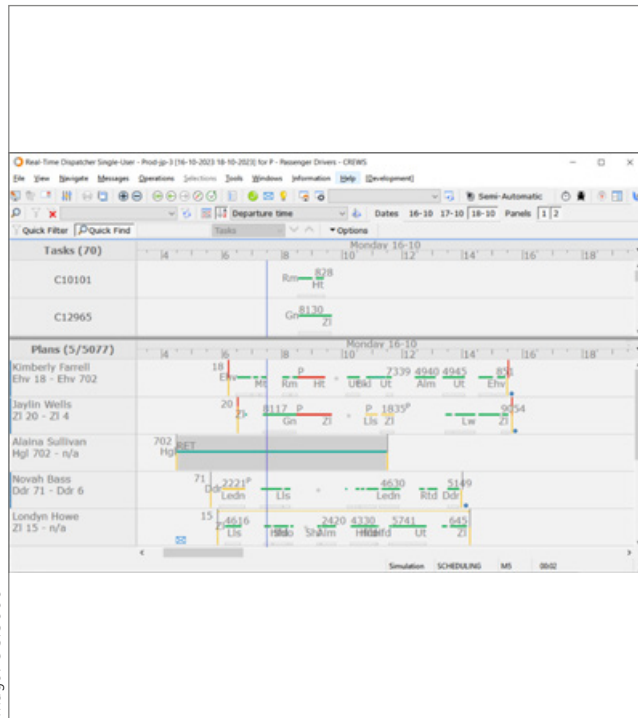 Real-Time Dispatcher Single-User - Prod-jp-3 [16-10-2023 18-10-2023] for P - Passenger Drivers - CREWS
File View Navigate Messages Operations Selections Tools Windows Information Help [Development]
Semi-Automatic
Departure time Dates 16-10 17-10 18-10 Panels 1 2
Quick Filter Quick Find Tasks Options
Tasks (70) Monday 16-10
4 6 8 10 12 14 16 18
C10101 Rm 828 Ht
C12965 Gn 8130 Zl
Plans (5/5077) Monday 16-10
4 6 8 10 12 14 16 18
Kimberly Farrell 18 P 7339 4940 4945 851
Ehv 18 - Ehv 702 Ehv Mt Rm Ht Ut Bkl Ut Alm Ut Ehv
Jaylin Wells 20 8117 P P 1835P 9054
Zl 20 - Zl 4 Zl Gn Zl Lls Zl Lw Zl
Alaina Sullivan 702 RET
Hgl 702 - n/a Hgl
Novah Bass 71 2221P 4630 5149
Ddr 71 - Ddr 6 Ddr Ledn Lls Ledn Rtd Ddr
Londyn Howe 15 4616 2420 4330 5741 645
Zl 15 - n/a Zl Lls Alm Ut Zl
Simulation SCHEDULING M5 00:02